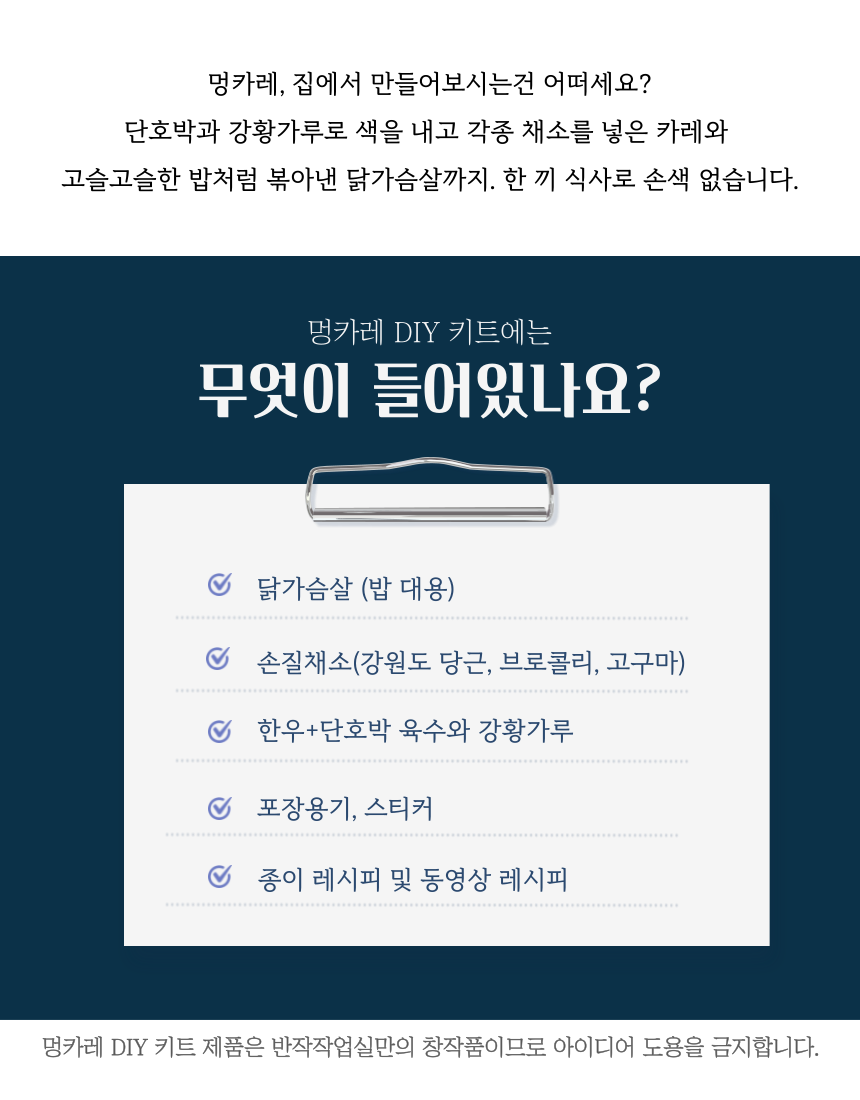 멍카레, 집에서 만들어보시는건 어떠세요?
단호박과 강황가루로 색을 내고 각종 채소를 넣은 카레와
고슬고슬한 밥처럼 볶아낸 닭가슴살까지. 한 끼 식사로 손색 없습니다.
멍카레 DIY 키트에는
무엇이 들어있나요?
닭가슴살 (밥 대용)
손질채소(강원도 당근, 브로콜리, 고구마)
한우+단호박 육수와 강황가루
포장용기, 스티커
종이 레시피 및 동영상 레시피
멍카레 DIY 키트 제품은 반작작업실만의 창작품이므로 아이디어 도용을 금지합니다.